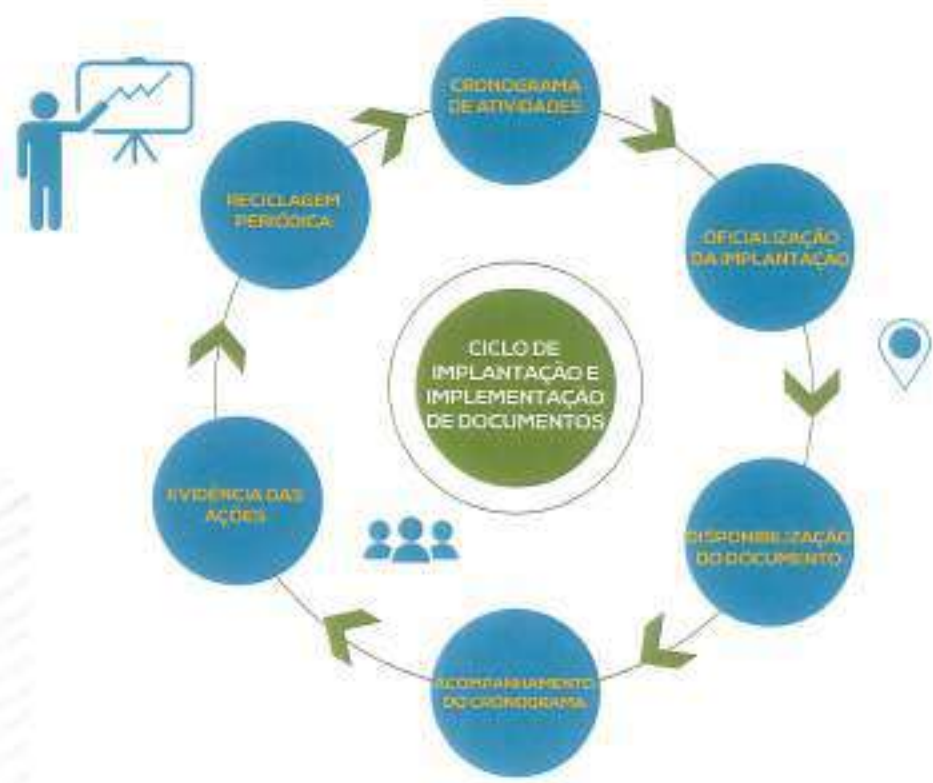 CRONOGRAMA
DE ATIVIDADES
OFICIALIZAÇÃO
DA IMPLANTAÇÃO
DISPONIBILIZAÇÃO
DO DOCUMENTO
ACOMPANHAMENTO
DO CRONOGRAMA
EVIDÊNCIA DAS
AÇÕES
RECICLAGEM
PERIÓDICA
CICLO DE
IMPLANTAÇÃO E
IMPLEMENTAÇÃO
DE DOCUMENTOS